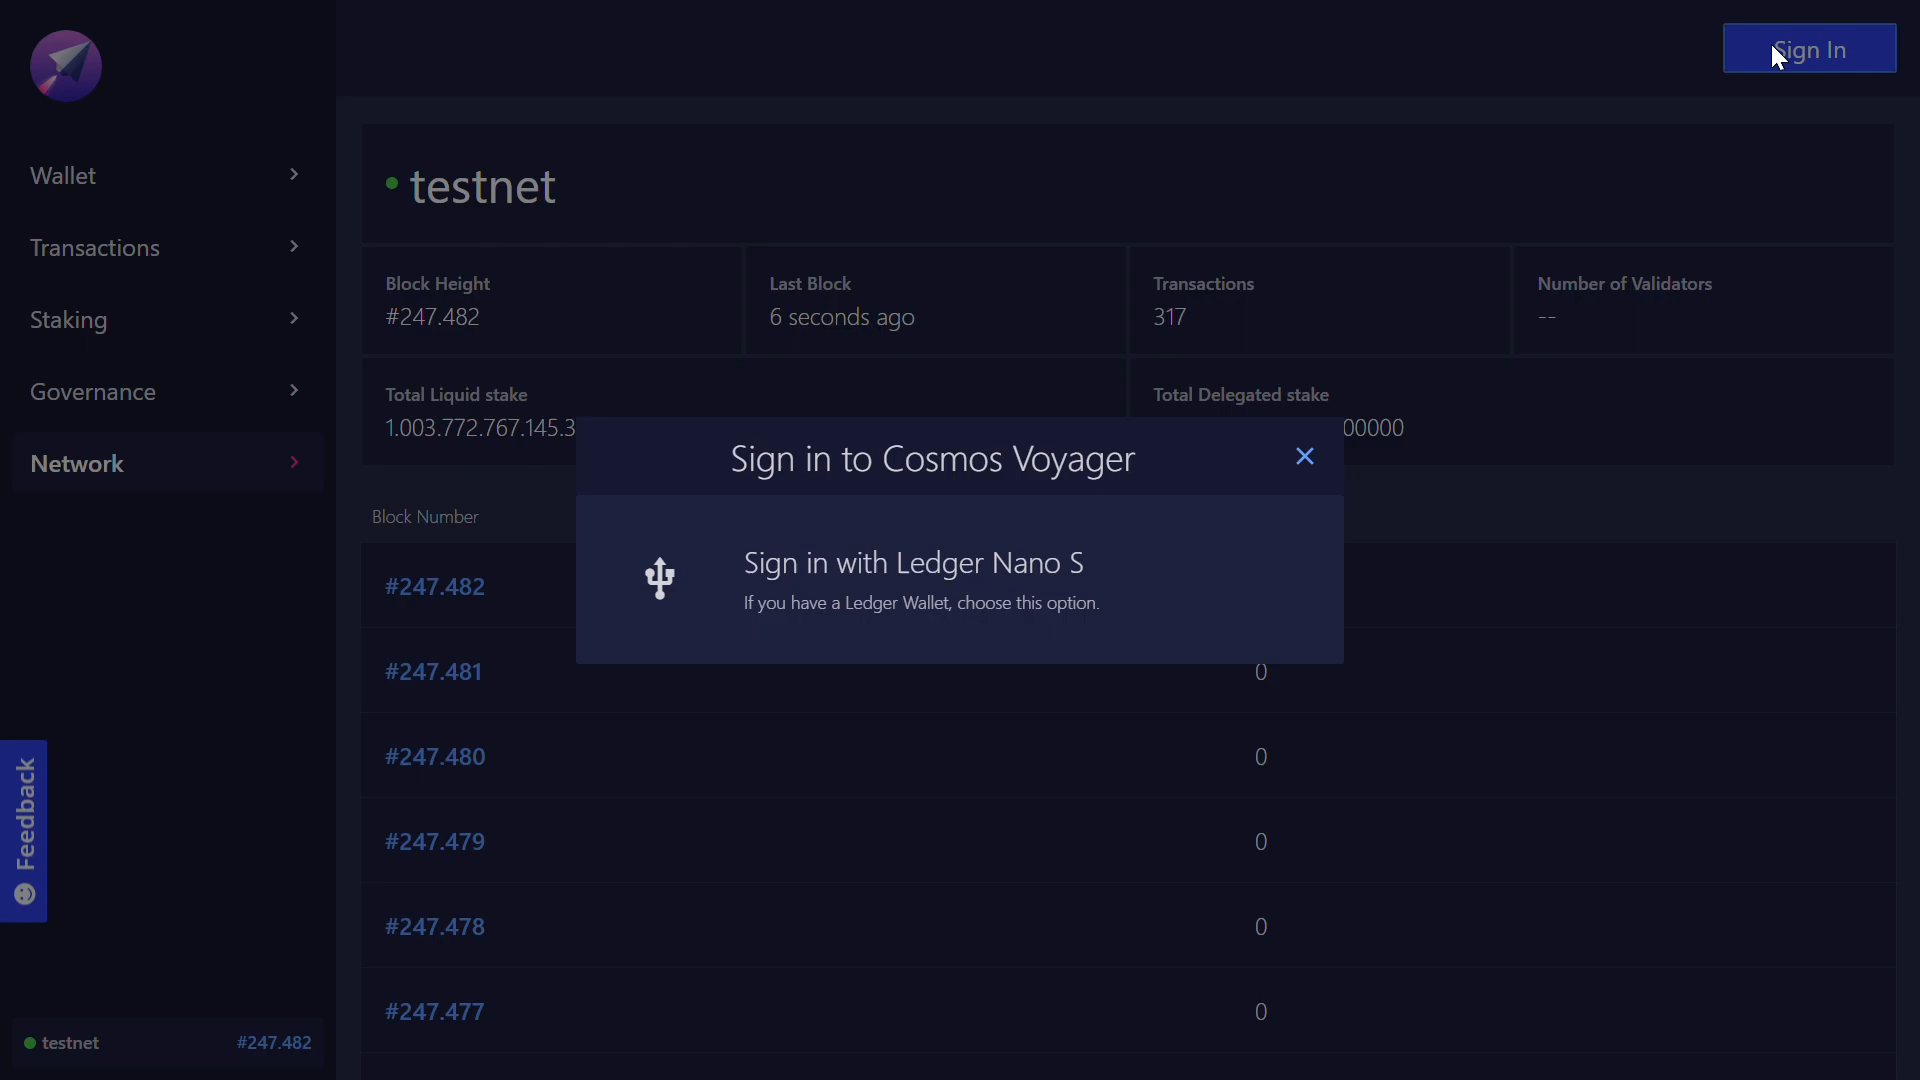 Sign In
Wallet
Transactions
Staking
Governance
Network
testnet
Block Height
#247.482
Last Block
6 seconds ago
Transactions
317
Number of Validators
--
Total Liquid stake
1.003.772.767.145.3
Total Delegated stake
00000
Sign in to Cosmos Voyager
Sign in with Ledger Nano S
If you have a Ledger Wallet, choose this option.
Block Number
#247.482
#247.481
0
#247.480
0
#247.479
0
#247.478
0
#247.477
0
Feedback
testnet
#247.482